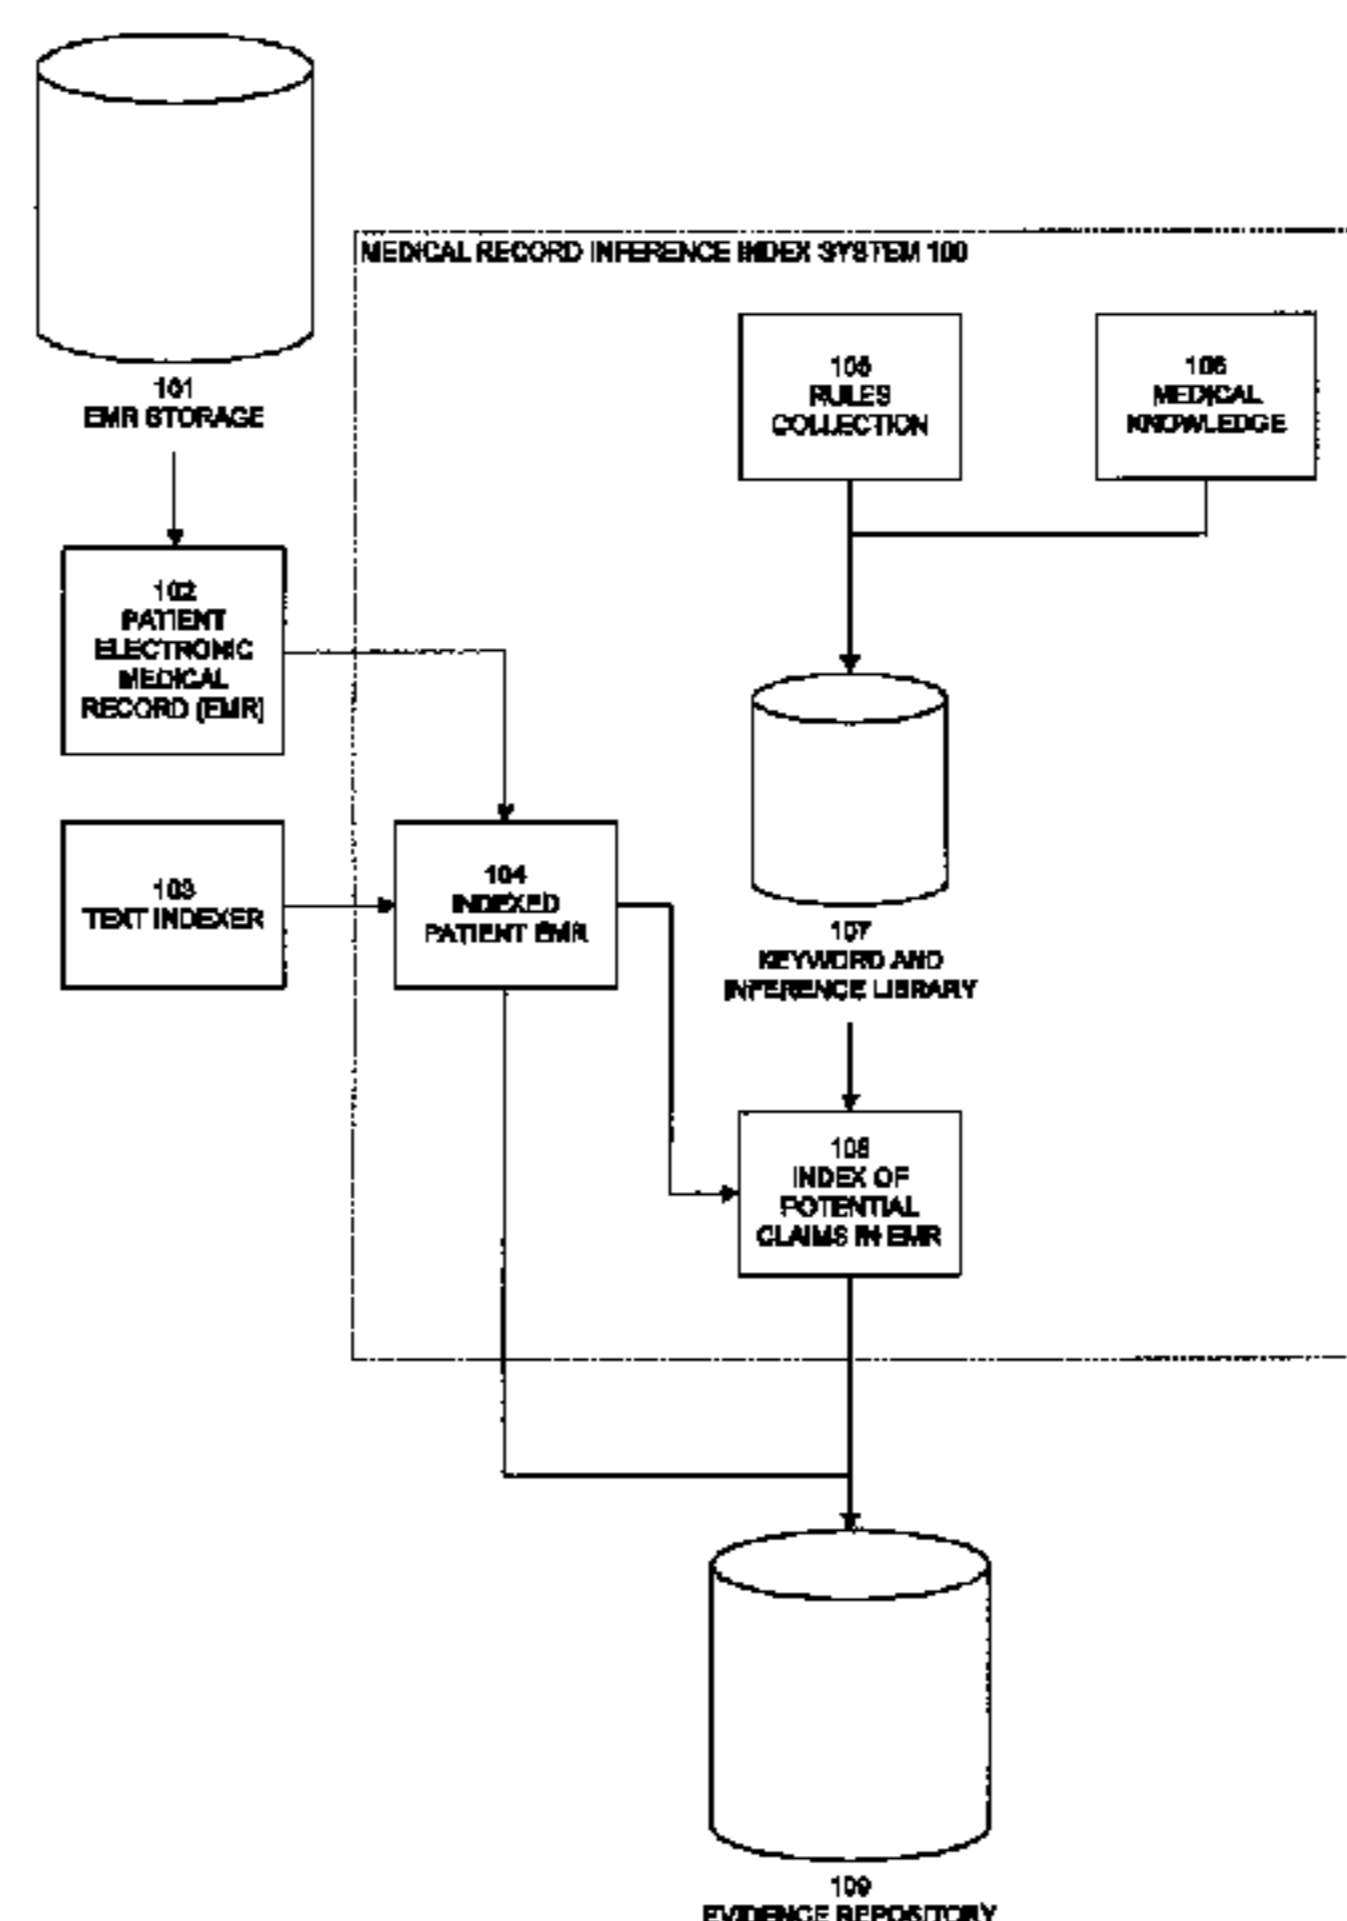 MEDICAL RECORD INFERENCE INDEX SYSTEM 100
101
EMR STORAGE
105
RULES
COLLECTION
106
MEDICAL
KNOWLEDGE
102
PATIENT
ELECTRONIC
MEDICAL
RECORD (EMR)
103
TEXT INDEXER
104
INDEXED
PATIENT EMR
107
KEYWORD AND
INFERENCE LIBRARY
108
INDEX OF
POTENTIAL
CLAIMS IN EMR
109
EVIDENCE REPOSITORY